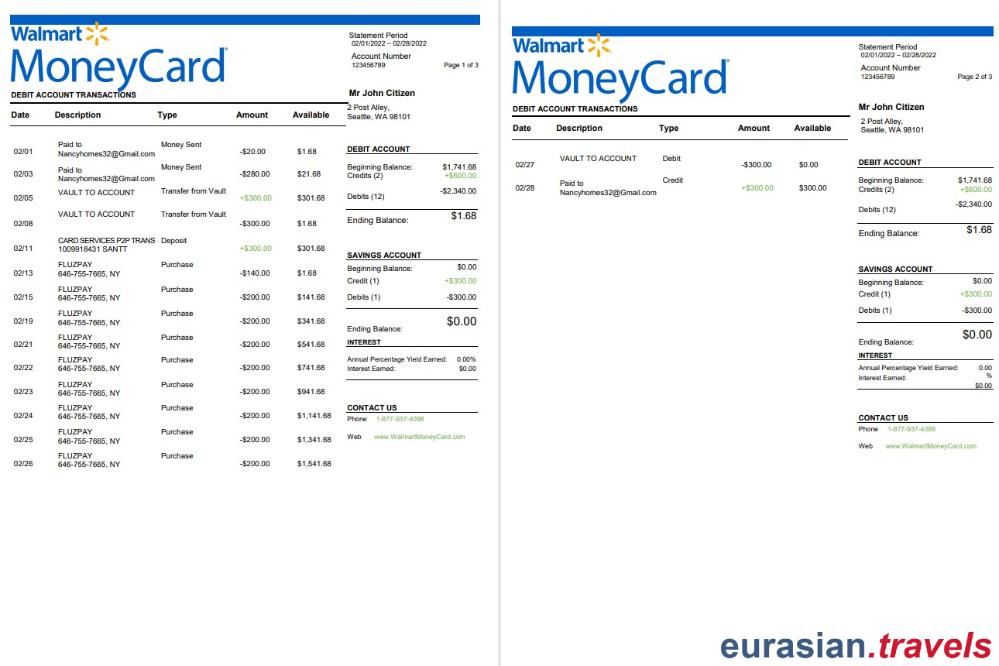 Walmart
MoneyCard
Statement Period
02/01/2022 – 02/28/2022
Account Number
123456789 Page 1 of 3
DEBIT ACCOUNT TRANSACTIONS
Date Description Type Amount Available
02/01 Paid to Money Sent -$20.00 $1.68
Nancyhomes32@Gmail.com
02/03 Paid to Money Sent -$280.00 $21.68
Nancyhomes32@Gmail.com
02/05 VAULT TO ACCOUNT Transfer from Vault +$300.00 $301.68
02/08 VAULT TO ACCOUNT Transfer from Vault -$300.00 $1.68
02/11 CARD SERVICES P2P TRANS Deposit +$300.00 $301.68
1009918431 SANTT
02/13 FLUZPAY Purchase -$140.00 $1.68
646-755-7665, NY
02/15 FLUZPAY Purchase -$200.00 $141.68
646-755-7665, NY
02/19 FLUZPAY Purchase -$200.00 $341.68
646-755-7665, NY
02/21 FLUZPAY Purchase -$200.00 $541.68
646-755-7665, NY
02/22 FLUZPAY Purchase -$200.00 $741.68
646-755-7665, NY
02/23 FLUZPAY Purchase -$200.00 $941.68
646-755-7665, NY
02/24 FLUZPAY Purchase -$200.00 $1,141.68
646-755-7665, NY
02/25 FLUZPAY Purchase -$200.00 $1,341.68
646-755-7665, NY
02/26 FLUZPAY Purchase -$200.00 $1,541.68
646-755-7665, NY
Mr John Citizen
2 Post Alley,
Seattle, WA 98101
DEBIT ACCOUNT
Beginning Balance: $1,741.68
Credits (2) +$600.00
Debits (12) -$2,340.00
Ending Balance: $1.68
SAVINGS ACCOUNT
Beginning Balance: $0.00
Credit (1) +$300.00
Debits (1) -$300.00
Ending Balance: $0.00
INTEREST
Annual Percentage Yield Earned: 0.00%
Interest Earned: $0.00
CONTACT US
Phone 1-877-937-4098
Web www.WalmartMoneyCard.com
Walmart
MoneyCard
Statement Period
02/01/2022 – 02/28/2022
Account Number
123456789 Page 2 of 3
DEBIT ACCOUNT TRANSACTIONS
Date Description Type Amount Available
02/27 VAULT TO ACCOUNT Debit -$300.00 $0.00
02/28 Paid to Credit +$300.00 $300.00
Nancyhomes32@Gmail.com
Mr John Citizen
2 Post Alley,
Seattle, WA 98101
DEBIT ACCOUNT
Beginning Balance: $1,741.68
Credits (2) +$600.00
Debits (12) -$2,340.00
Ending Balance: $1.68
SAVINGS ACCOUNT
Beginning Balance: $0.00
Credit (1) +$300.00
Debits (1) -$300.00
Ending Balance: $0.00
INTEREST
Annual Percentage Yield Earned: 0.00
%
Interest Earned: $0.00
CONTACT US
Phone 1-877-937-4098
Web www.WalmartMoneyCard.com
eurasian.travels